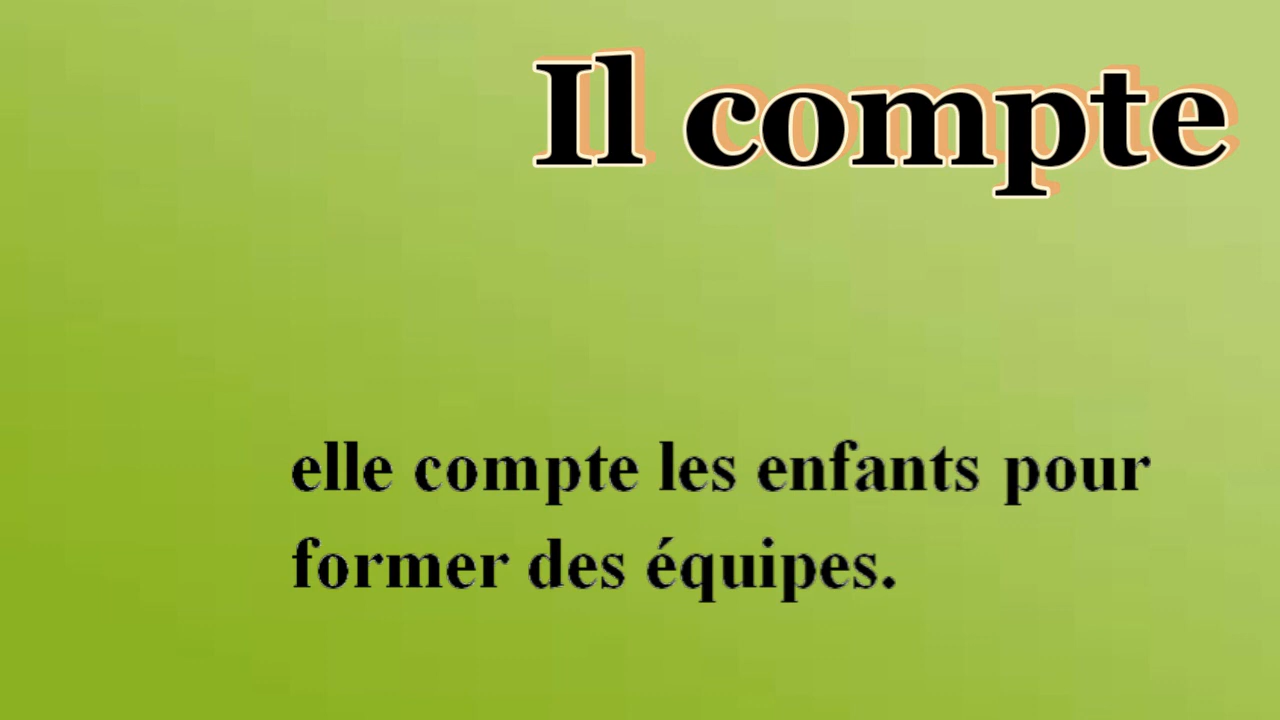 Il compte
elle compte les enfants pour
former des équipes.